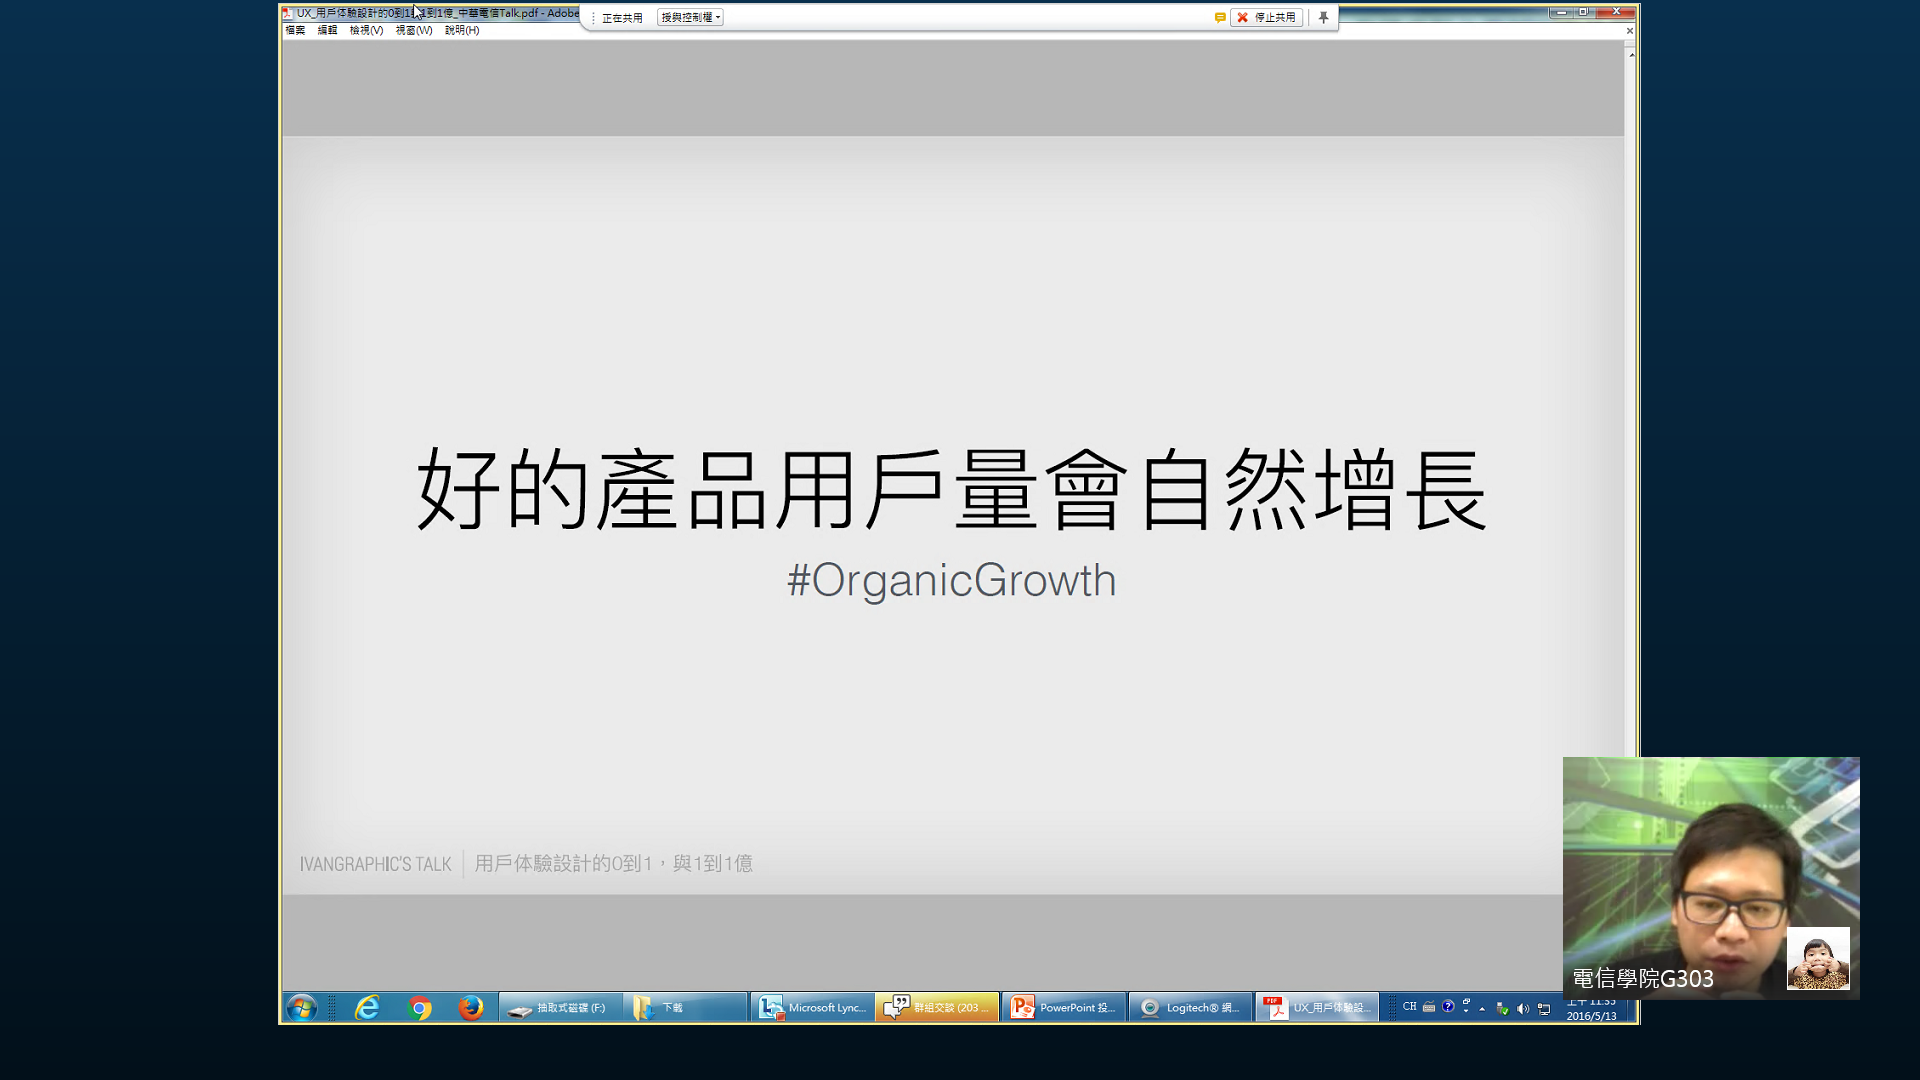 UX_用戶体驗設計的0到1與1到1億_中華電信Talk.pdf - Adobe
正在共用
授與控制權
停止共用
檔案 編輯 檢視(V) 視窗(W) 說明(H)
好的產品用戶量會自然增長
#OrganicGrowth
IVANGRAPHIC'S TALK 用戶体驗設計的0到1，與1到1億
電信學院G303
抽取式磁碟 (F:)
下載
Microsoft Lync...
群組交談 (203 ...
PowerPoint 投...
Logitech® 網...
UX_用戶体驗設...
CH
上午 11:35
2016/5/13